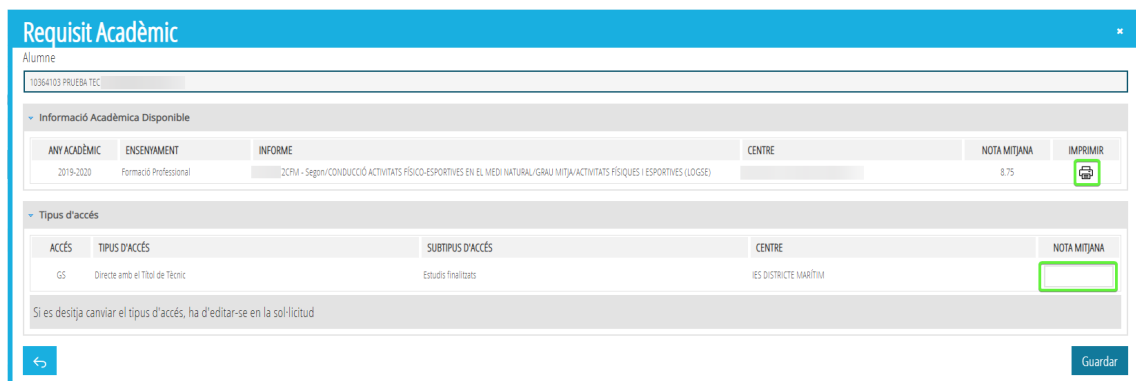 Requisit Acadèmic
Alumne
10364103 PRUEBA TEC
Informació Acadèmica Disponible
ANY ACADÈMIC ENSENYAMENT INFORME CENTRE NOTA MITJANA IMPRIMIR
2019-2020 Formació Professional 2CFM - Segon/CONDUCCIÓ ACTIVITATS FÍSICO-ESPORTIVES EN EL MEDI NATURAL/GRAU MITJA/ACTIVITATS FÍSIQUES I ESPORTIVES (LOGSE) 8.75
Tipus d'accés
ACCÉS TIPUS D'ACCÉS SUBTIPUS D'ACCÉS CENTRE NOTA MITJANA
GS Directe amb el Títol de Tècnic Estudis finalitzats IES DISTRICTE MARÍTIM
Si es desitja canviar el tipus d'accés, ha d'editar-se en la sol·licitud
Guardar